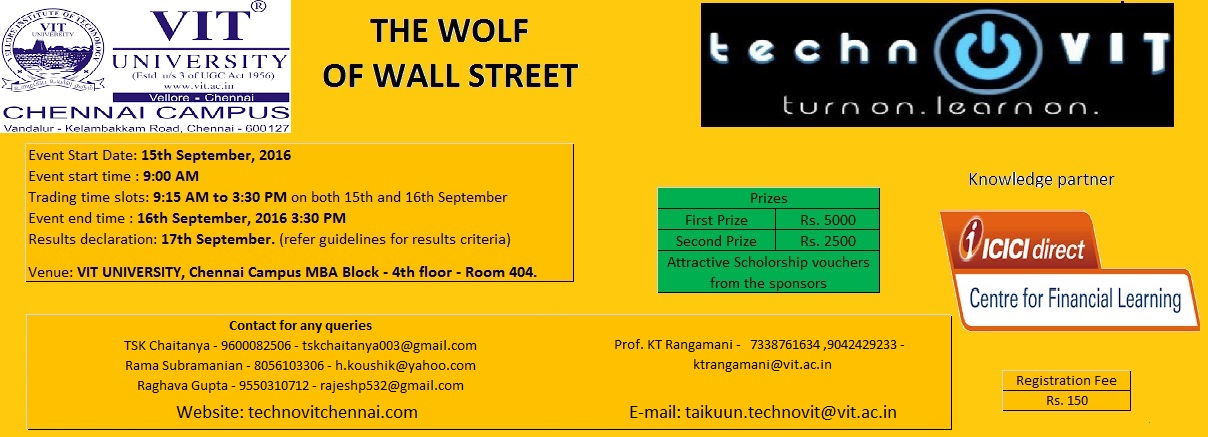 VIT
UNIVERSITY
VIT®
UNIVERSITY
(Estd. u/s 3 of UGC Act 1956)
www.vit.ac.in
Vellore - Chennai
CHENNAI CAMPUS
Vandalur - Kelambakkam Road, Chennai - 600127
THE WOLF
OF WALL STREET
techn VIT
turn on. learn on.
Event Start Date: 15th September, 2016
Event start time : 9:00 AM
Trading time slots: 9:15 AM to 3:30 PM on both 15th and 16th September
Event end time : 16th September, 2016 3:30 PM
Results declaration: 17th September. (refer guidelines for results criteria)
Venue: VIT UNIVERSITY, Chennai Campus MBA Block - 4th floor - Room 404.
Prizes
First Prize Rs. 5000
Second Prize Rs. 2500
Attractive Scholorship vouchers
from the sponsors
Knowledge partner
i ICICI direct
Centre for Financial Learning
Contact for any queries
TSK Chaitanya - 9600082506 - tskchaitanya003@gmail.com
Rama Subramanian - 8056103306 - h.koushik@yahoo.com
Raghava Gupta - 9550310712 - rajeshp532@gmail.com
Website: technovitchennai.com
Prof. KT Rangamani - 7338761634 ,9042429233 -
ktrangamani@vit.ac.in
E-mail: taikuun.technovit@vit.ac.in
Registration Fee
Rs. 150